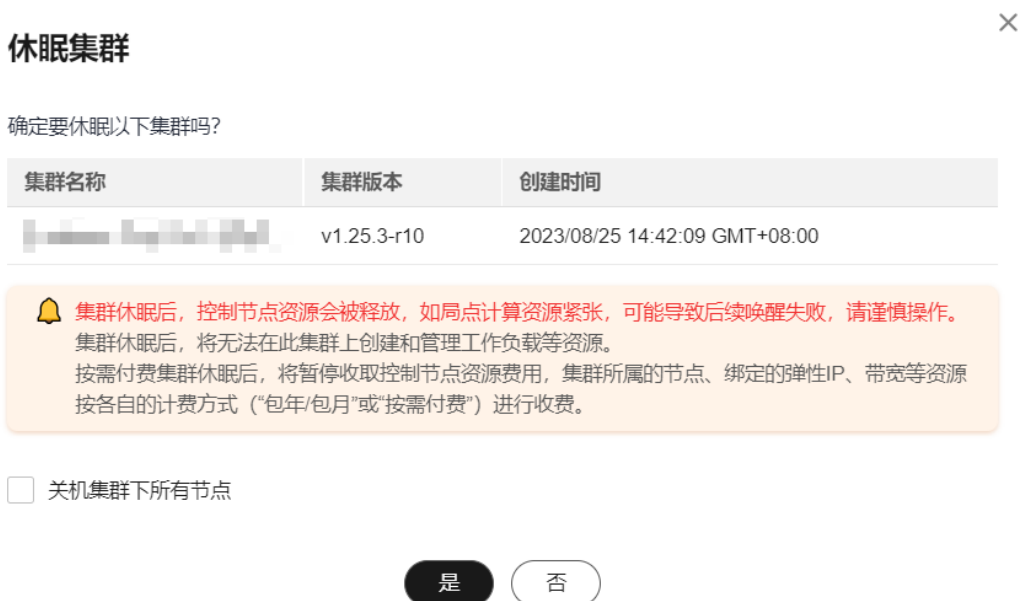 休眠集群
确定要休眠以下集群吗?
集群名称 集群版本 创建时间
v1.25.3-r10 2023/08/25 14:42:09 GMT+08:00
集群休眠后，控制节点资源会被释放，如局点计算资源紧张，可能导致后续唤醒失败，请谨慎操作。
集群休眠后，将无法在此集群上创建和管理工作负载等资源。
按需付费集群休眠后，将暂停收取控制节点资源费用，集群所属的节点、绑定的弹性IP、带宽等资源
按各自的计费方式（“包年/包月”或“按需付费”）进行收费。
关机集群下所有节点
是 否